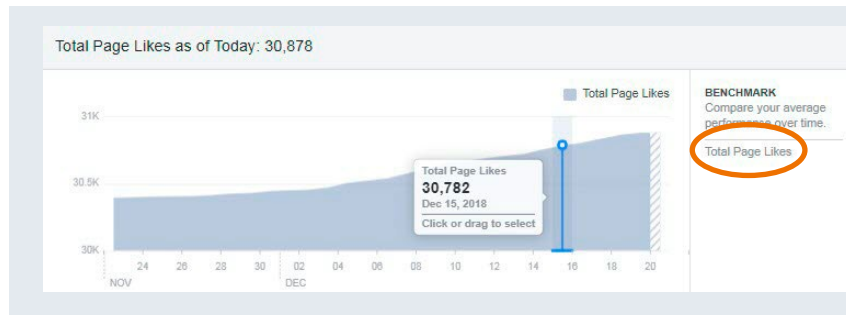 Total Page Likes as of Today: 30,878
Total Page Likes
BENCHMARK
Compare your average
performance over time.
Total Page Likes
31K
30.5K
30K
Total Page Likes
30,782
Dec 15, 2018
Click or drag to select
24 26 28 30 02 04 06 08 10 12 14 16 18 20
NOV DEC